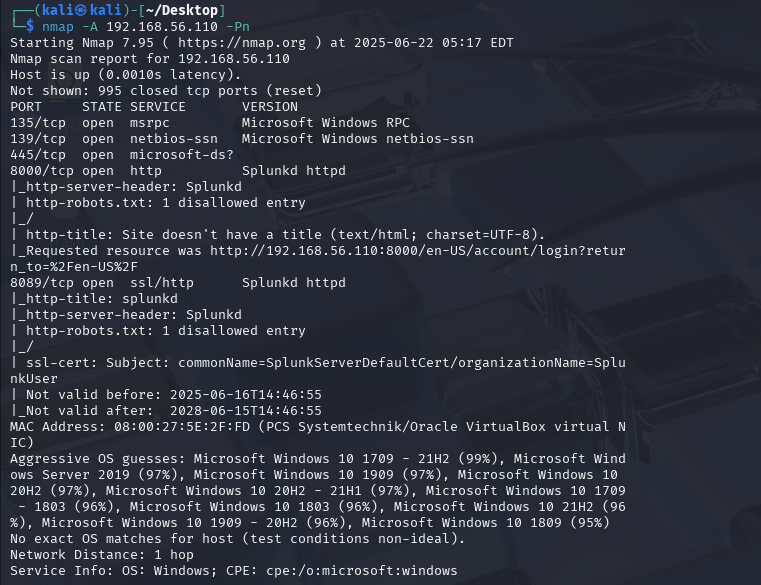 ┌──(kali㉿kali)-[~/Desktop]
└─$ nmap -A 192.168.56.110 -Pn
Starting Nmap 7.95 ( https://nmap.org ) at 2025-06-22 05:17 EDT
Nmap scan report for 192.168.56.110
Host is up (0.0010s latency).
Not shown: 995 closed tcp ports (reset)
PORT     STATE SERVICE       VERSION
135/tcp  open  msrpc         Microsoft Windows RPC
139/tcp  open  netbios-ssn   Microsoft Windows netbios-ssn
445/tcp  open  microsoft-ds?
8000/tcp open  http          Splunkd httpd
|_http-server-header: Splunkd
| http-robots.txt: 1 disallowed entry
|_/
| http-title: Site doesn't have a title (text/html; charset=UTF-8).
|_Requested resource was http://192.168.56.110:8000/en-US/account/login?retur
n_to=%2Fen-US%2F
8089/tcp open  ssl/http      Splunkd httpd
|_http-title: splunkd
|_http-server-header: Splunkd
| http-robots.txt: 1 disallowed entry
|_/
| ssl-cert: Subject: commonName=SplunkServerDefaultCert/organizationName=Splu
nkUser
| Not valid before: 2025-06-16T14:46:55
|_Not valid after:  2028-06-15T14:46:55
MAC Address: 08:00:27:5E:2F:FD (PCS Systemtechnik/Oracle VirtualBox virtual N
IC)
Aggressive OS guesses: Microsoft Windows 10 1709 - 21H2 (99%), Microsoft Wind
ows Server 2019 (97%), Microsoft Windows 10 1909 (97%), Microsoft Windows 10
20H2 (97%), Microsoft Windows 10 20H2 - 21H1 (97%), Microsoft Windows 10 1709
 - 1803 (96%), Microsoft Windows 10 1803 (96%), Microsoft Windows 10 21H2 (96
%), Microsoft Windows 10 1909 - 20H2 (96%), Microsoft Windows 10 1809 (95%)
No exact OS matches for host (test conditions non-ideal).
Network Distance: 1 hop
Service Info: OS: Windows; CPE: cpe:/o:microsoft:windows